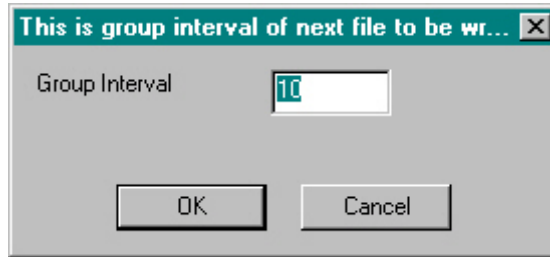 This is group interval of next file to be wr...
Group Interval
10
OK
Cancel